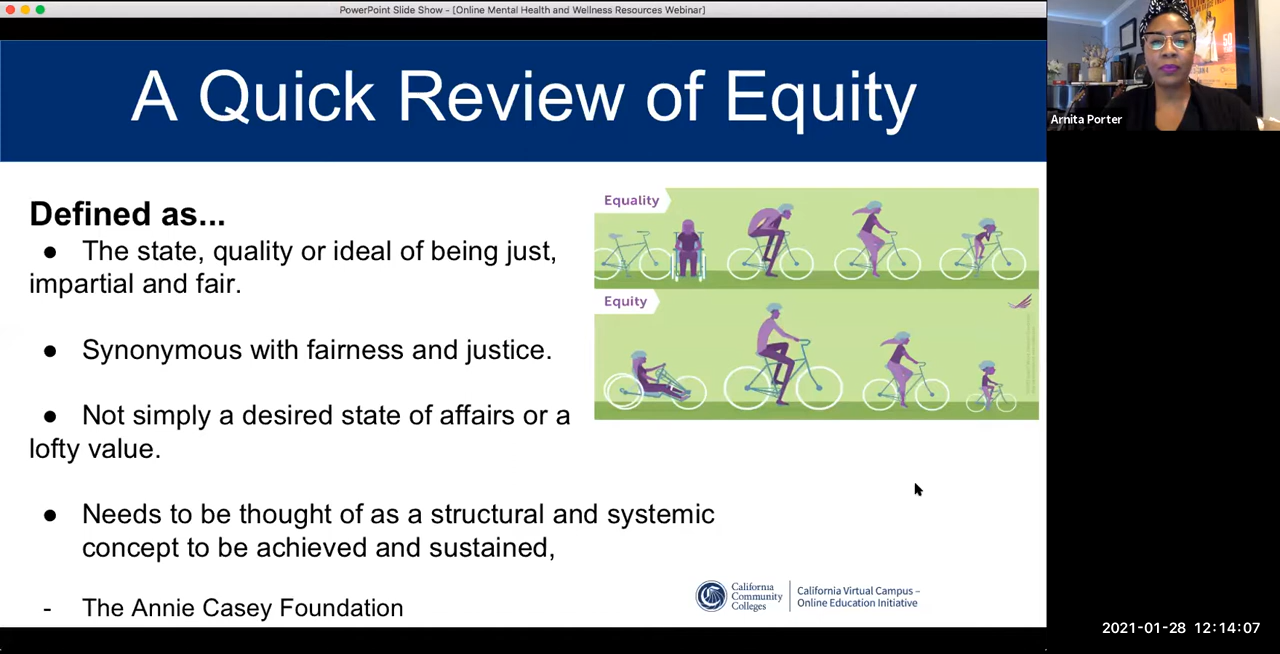 PowerPoint Slide Show - [Online Mental Health and Wellness Resources Webinar]
A Quick Review of Equity
Arnita Porter
Defined as...
● The state, quality or ideal of being just,
impartial and fair.
● Synonymous with fairness and justice.
● Not simply a desired state of affairs or a
lofty value.
● Needs to be thought of as a structural and systemic
concept to be achieved and sustained,
- The Annie Casey Foundation
Equality
Equity
California
Community
Colleges
California Virtual Campus –
Online Education Initiative
50
2021-01-28 12:14:07